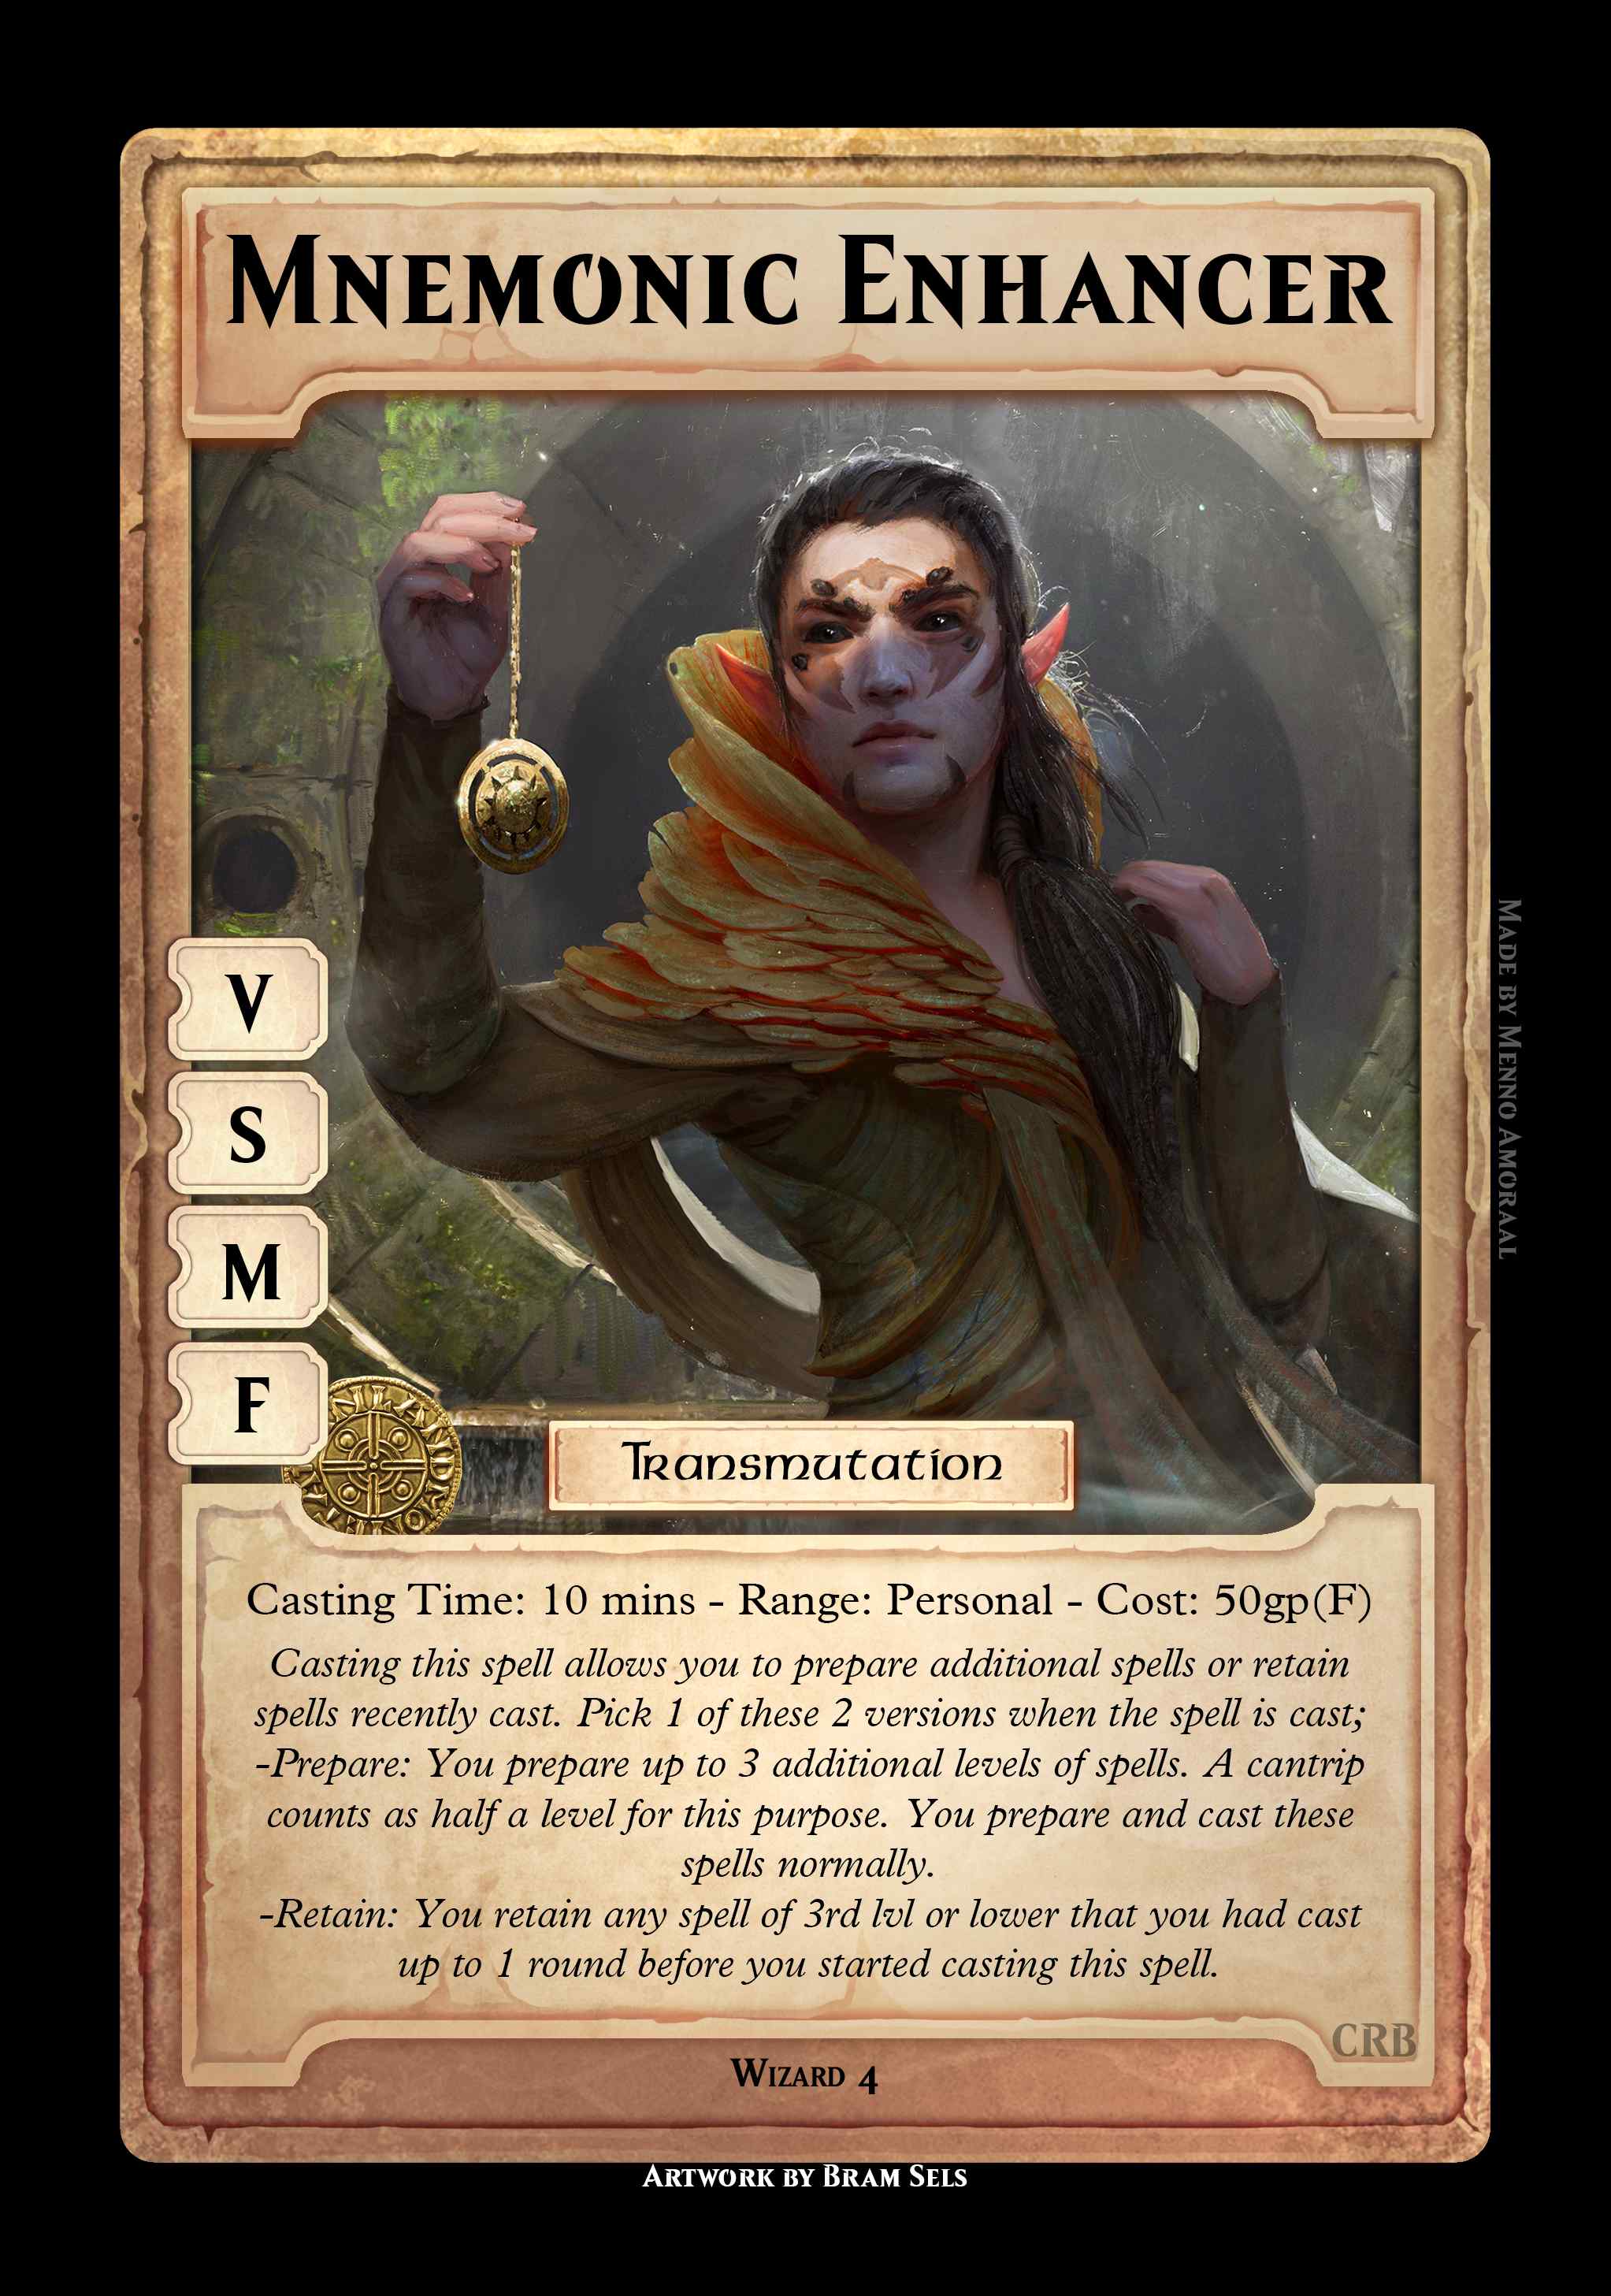 Mnemonic Enhancer
V
S
M
F
Transmutation
Casting Time: 10 mins - Range: Personal - Cost: 50gp(F)
Casting this spell allows you to prepare additional spells or retain
spells recently cast. Pick 1 of these 2 versions when the spell is cast;
-Prepare: You prepare up to 3 additional levels of spells. A cantrip
counts as half a level for this purpose. You prepare and cast these
spells normally.
-Retain: You retain any spell of 3rd lvl or lower that you had cast
up to 1 round before you started casting this spell.
CRB
Wizard 4
Artwork by Bram Sels
Made by Menno Amoraal